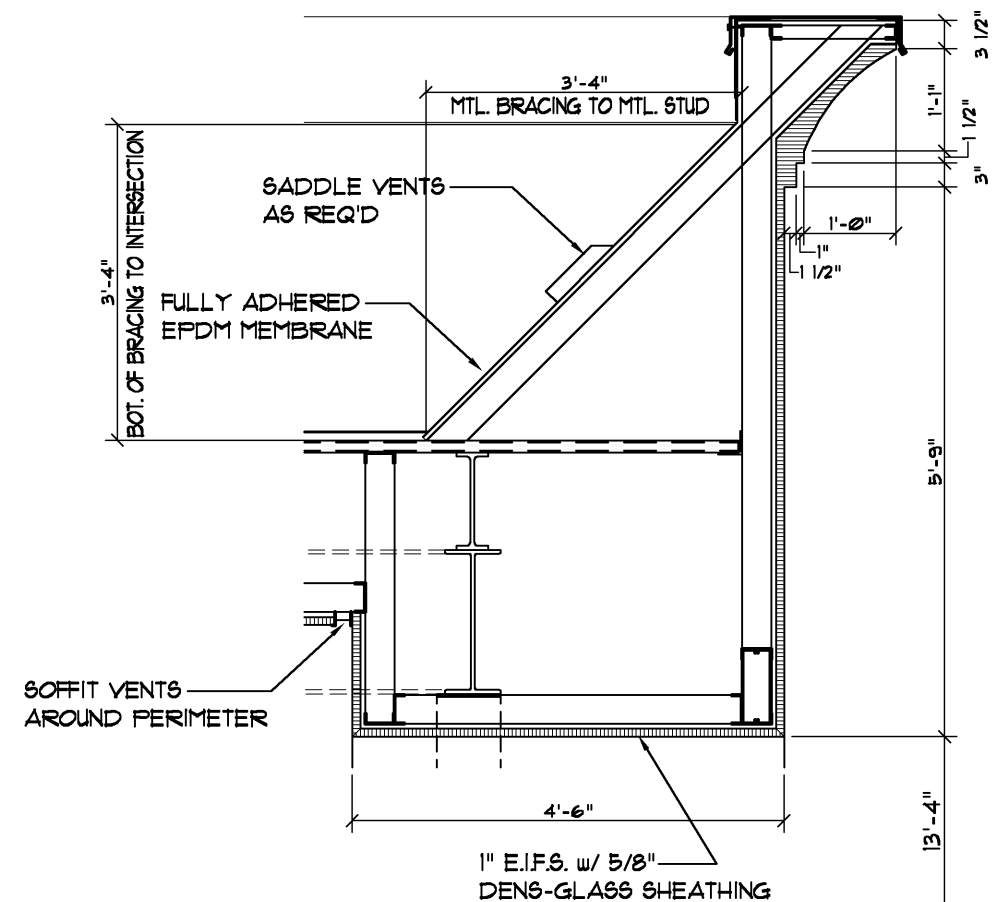 3 1/2"
3'-4"
MTL. BRACING TO MTL. STUD
1'-1"
1 1/2"
3"
BOT. OF BRACING TO INTERSECTION
3'-4"
SADDLE VENTS
AS REQ'D
1'-0"
1"
1 1/2"
FULLY ADHERED
EPDM MEMBRANE
5'-9"
SOFFIT VENTS
AROUND PERIMETER
4'-6"
13'-4"
1" E.I.F.S. w/ 5/8"
DENS-GLASS SHEATHING